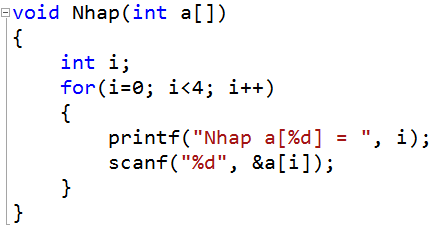 void Nhap(int a[])
{
    int i;
    for(i=0; i<4; i++)
    {
        printf("Nhap a[%d] = ", i);
        scanf("%d", &a[i]);
    }
}